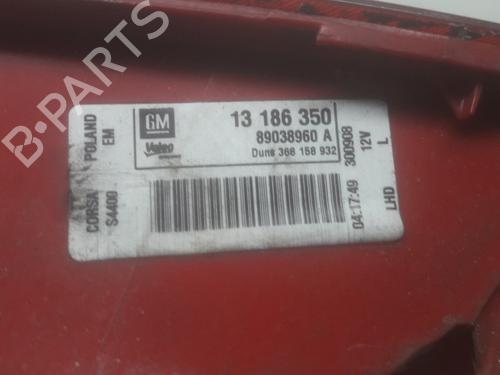 GM
13 186 350
89038960 A
Valeo
Duns 366 158 932
POLAND
EM
CORSA
S4400
300908
12V
L
04:17:49
LHD
B-PARTS